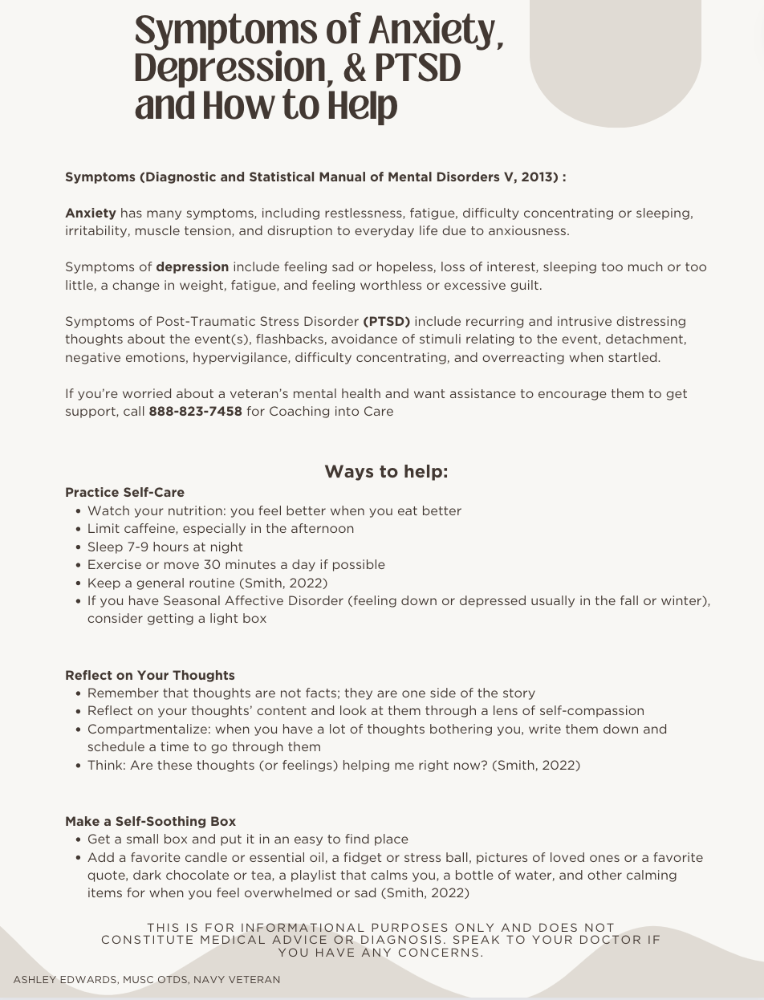 Symptoms of Anxiety,
Depression, & PTSD
and How to Help
Symptoms (Diagnostic and Statistical Manual of Mental Disorders V, 2013) :
Anxiety has many symptoms, including restlessness, fatigue, difficulty concentrating or sleeping,
irritability, muscle tension, and disruption to everyday life due to anxiousness.
Symptoms of depression include feeling sad or hopeless, loss of interest, sleeping too much or too
little, a change in weight, fatigue, and feeling worthless or excessive guilt.
Symptoms of Post-Traumatic Stress Disorder (PTSD) include recurring and intrusive distressing
thoughts about the event(s), flashbacks, avoidance of stimuli relating to the event, detachment,
negative emotions, hypervigilance, difficulty concentrating, and overreacting when startled.
If you’re worried about a veteran’s mental health and want assistance to encourage them to get
support, call 888-823-7458 for Coaching into Care
Ways to help:
Practice Self-Care
• Watch your nutrition: you feel better when you eat better
• Limit caffeine, especially in the afternoon
• Sleep 7-9 hours at night
• Exercise or move 30 minutes a day if possible
• Keep a general routine (Smith, 2022)
• If you have Seasonal Affective Disorder (feeling down or depressed usually in the fall or winter),
consider getting a light box
Reflect on Your Thoughts
• Remember that thoughts are not facts; they are one side of the story
• Reflect on your thoughts’ content and look at them through a lens of self-compassion
• Compartmentalize: when you have a lot of thoughts bothering you, write them down and
schedule a time to go through them
• Think: Are these thoughts (or feelings) helping me right now? (Smith, 2022)
Make a Self-Soothing Box
• Get a small box and put it in an easy to find place
• Add a favorite candle or essential oil, a fidget or stress ball, pictures of loved ones or a favorite
quote, dark chocolate or tea, a playlist that calms you, a bottle of water, and other calming
items for when you feel overwhelmed or sad (Smith, 2022)
THIS IS FOR INFORMATIONAL PURPOSES ONLY AND DOES NOT
CONSTITUTE MEDICAL ADVICE OR DIAGNOSIS. SPEAK TO YOUR DOCTOR IF
YOU HAVE ANY CONCERNS.
ASHLEY EDWARDS, MUSC OTDS, NAVY VETERAN